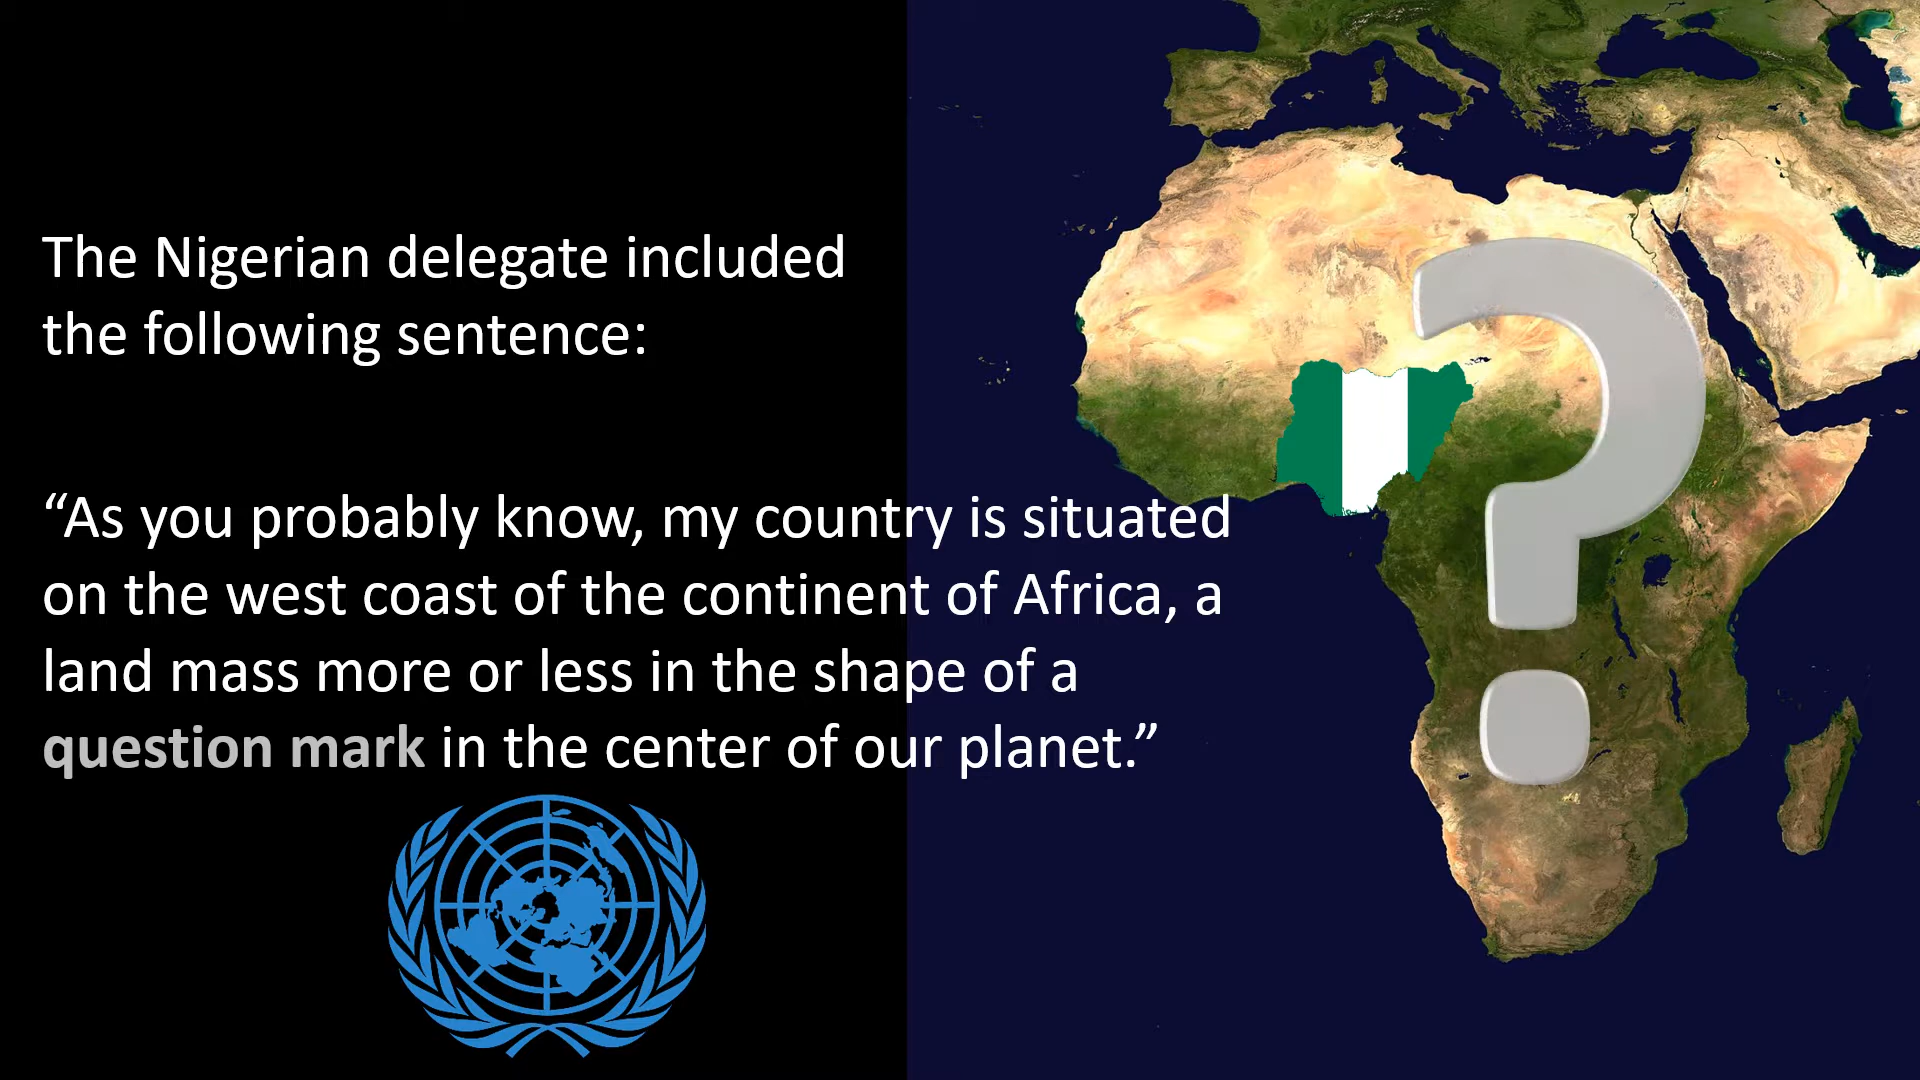 The Nigerian delegate included
the following sentence:
“As you probably know, my country is situated
on the west coast of the continent of Africa, a
land mass more or less in the shape of a
question mark in the center of our planet.”
?